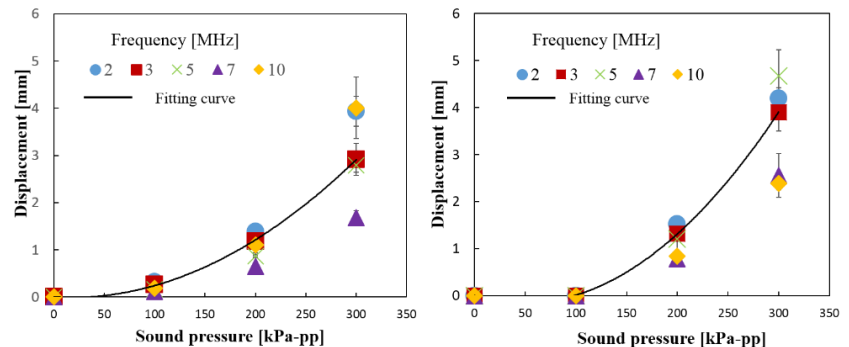 6
5
4
3
2
1
0
Displacement [mm]
Frequency [MHz]
2 3 5 7 10
Fitting curve
0 50 100 150 200 250 300 350
Sound pressure [kPa-pp]
6
5
4
3
2
1
0
Displacement [mm]
Frequency [MHz]
2 3 5 7 10
Fitting curve
0 50 100 150 200 250 300 350
Sound pressure [kPa-pp]